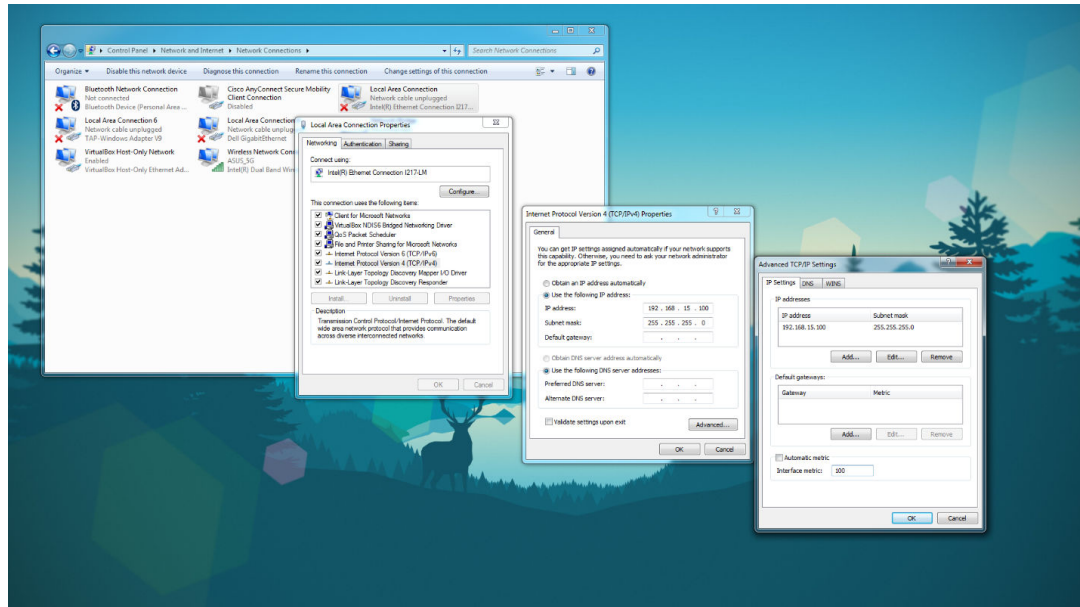 Control Panel ▸ Network and Internet ▸ Network Connections ▸
Search Network Connections
Organize
Disable this network device
Diagnose this connection
Rename this connection
Change settings of this connection
Bluetooth Network Connection
Not connected
Bluetooth Device (Personal Area ...
Cisco AnyConnect Secure Mobility
Client Connection
Disabled
Local Area Connection
Network cable unplugged
Intel(R) Ethernet Connection I217...
Local Area Connection 6
Network cable unplugged
TAP-Windows Adapter V9
Local Area Connection
Network cable unplug
Dell GigabitEthernet
VirtualBox Host-Only Network
Enabled
VirtualBox Host-Only Ethernet Ad...
Wireless Network Con
ASUS_5G
Intel(R) Dual Band Wire
Local Area Connection Properties
Networking
Authentication
Sharing
Connect using:
Intel(R) Ethernet Connection I217-LM
Configure...
This connection uses the following items:
Client for Microsoft Networks
VirtualBox NDIS6 Bridged Networking Driver
QoS Packet Scheduler
File and Printer Sharing for Microsoft Networks
Internet Protocol Version 6 (TCP/IPv6)
Internet Protocol Version 4 (TCP/IPv4)
Link-Layer Topology Discovery Mapper I/O Driver
Link-Layer Topology Discovery Responder
Install...
Uninstall
Properties
Description
Transmission Control Protocol/Internet Protocol. The default
wide area network protocol that provides communication
across diverse interconnected networks.
OK
Cancel
Internet Protocol Version 4 (TCP/IPv4) Properties
General
You can get IP settings assigned automatically if your network supports
this capability. Otherwise, you need to ask your network administrator
for the appropriate IP settings.
Obtain an IP address automatically
Use the following IP address:
IP address:
192 . 168 . 15 . 100
Subnet mask:
255 . 255 . 255 . 0
Default gateway:
Obtain DNS server address automatically
Use the following DNS server addresses:
Preferred DNS server:
Alternate DNS server:
Validate settings upon exit
Advanced...
OK
Cancel
Advanced TCP/IP Settings
IP Settings
DNS
WINS
IP addresses
IP address
Subnet mask
192.168.15.100
255.255.255.0
Add...
Edit...
Remove
Default gateways:
Gateway
Metric
Add...
Edit...
Remove
Automatic metric
Interface metric:
100
OK
Cancel